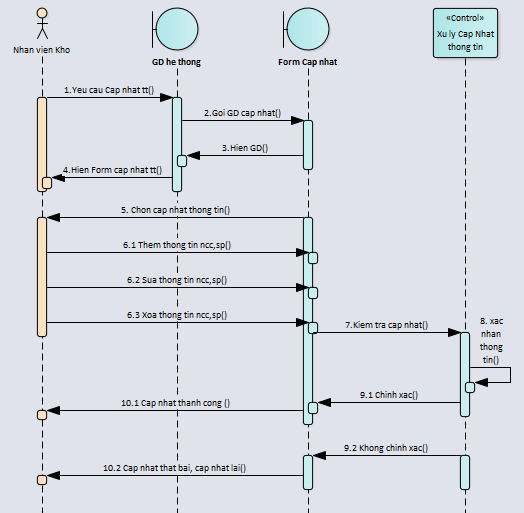 Nhan vien Kho
GD he thong
Form Cap nhat
«Control»
Xu ly Cap Nhat
thong tin
1.Yeu cau Cap nhat tt()
2.Goi GD cap nhat()
3.Hien GD()
4.Hien Form cap nhat tt()
5. Chon cap nhat thong tin()
6.1 Them thong tin ncc,sp()
6.2 Sua thong tin ncc,sp()
6.3 Xoa thong tin ncc,sp()
7.Kiem tra cap nhat()
8. xac
nhan
thong
tin()
9.1 Chinh xac()
10.1 Cap nhat thanh cong ()
9.2 Khong chinh xac()
10.2 Cap nhat that bai, cap nhat lai()